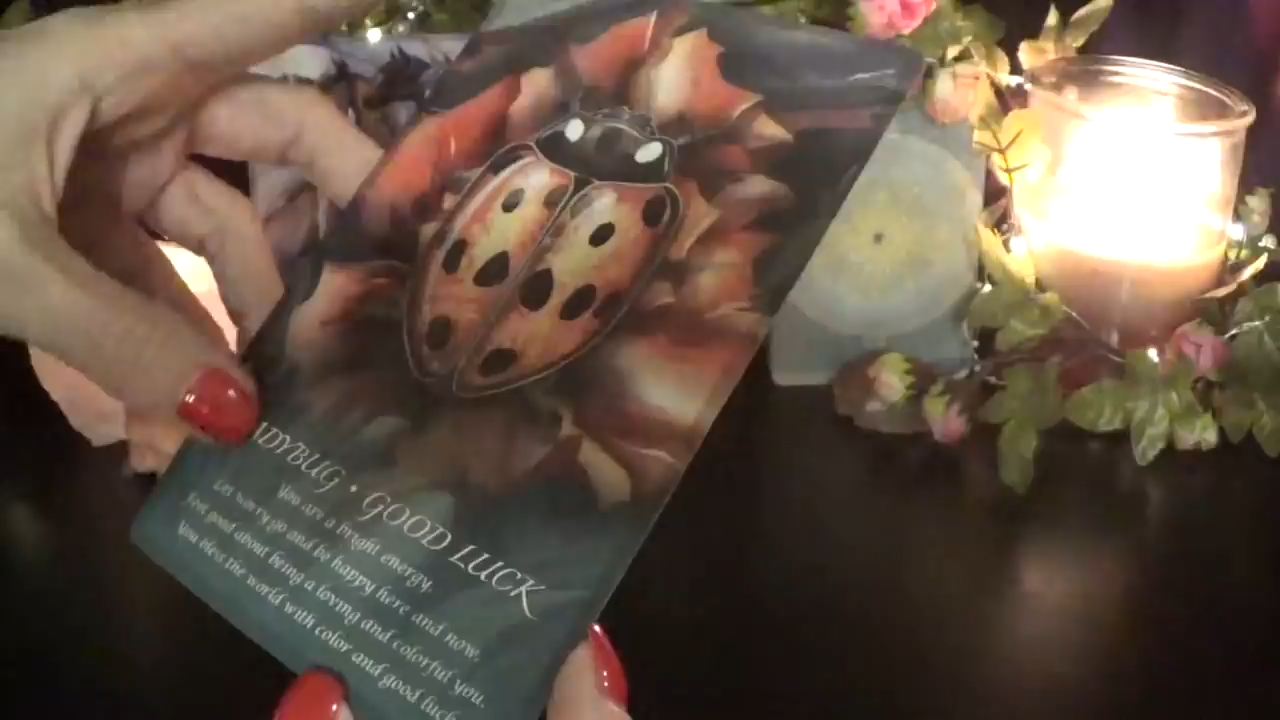 ADYBUG • GOOD LUCK
You are a bright energy.
Let worry go and be happy here and now.
Feel good about being a loving and colorful you.
You bless the world with color and good luck